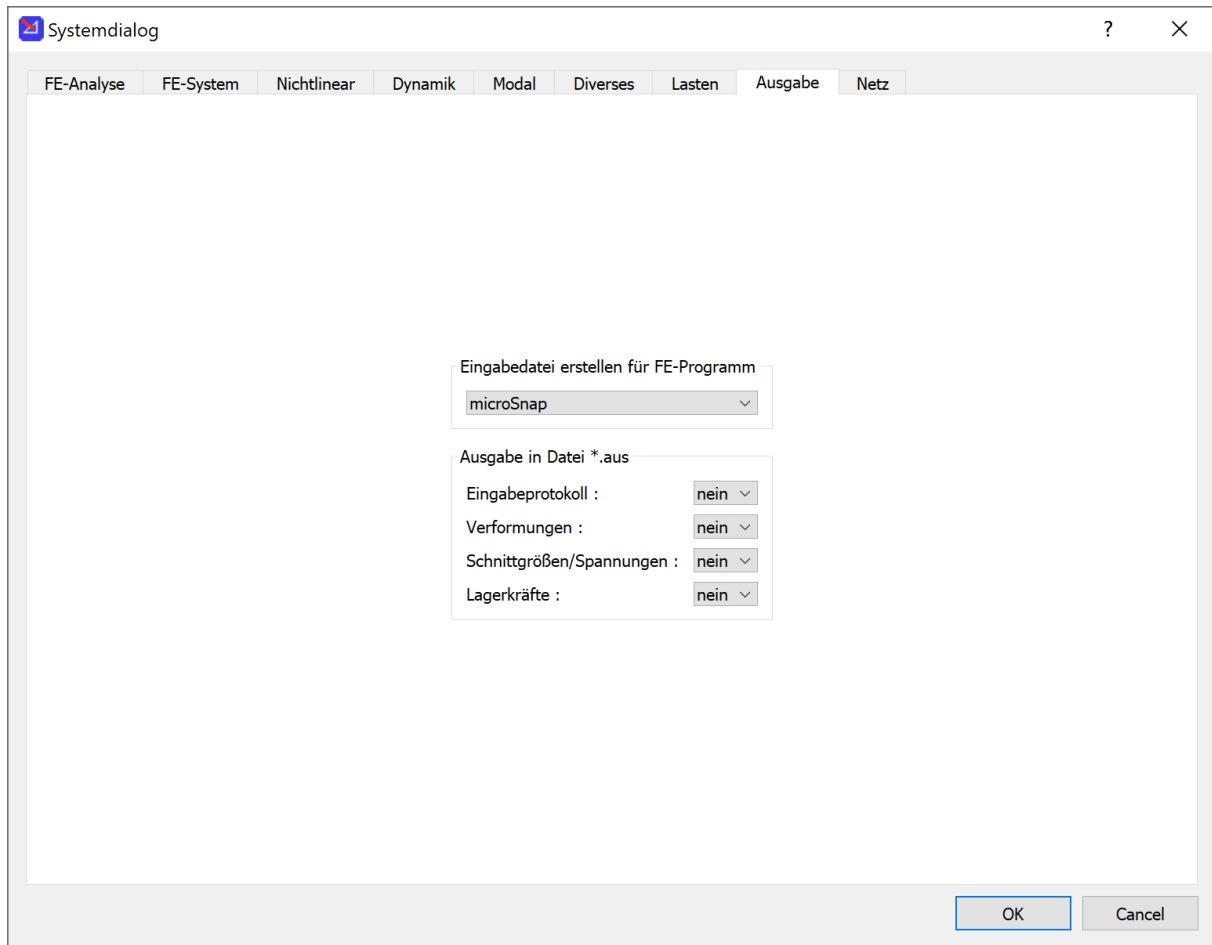 Systemdialog ?
FE-Analyse FE-System Nichtlinear Dynamik Modal Diverses Lasten Ausgabe Netz
Eingabedatei erstellen für FE-Programm
microSnap
Ausgabe in Datei *.aus
Eingabeprotokoll : nein
Verformungen : nein
Schnittgrößen/Spannungen : nein
Lagerkräfte : nein
OK Cancel